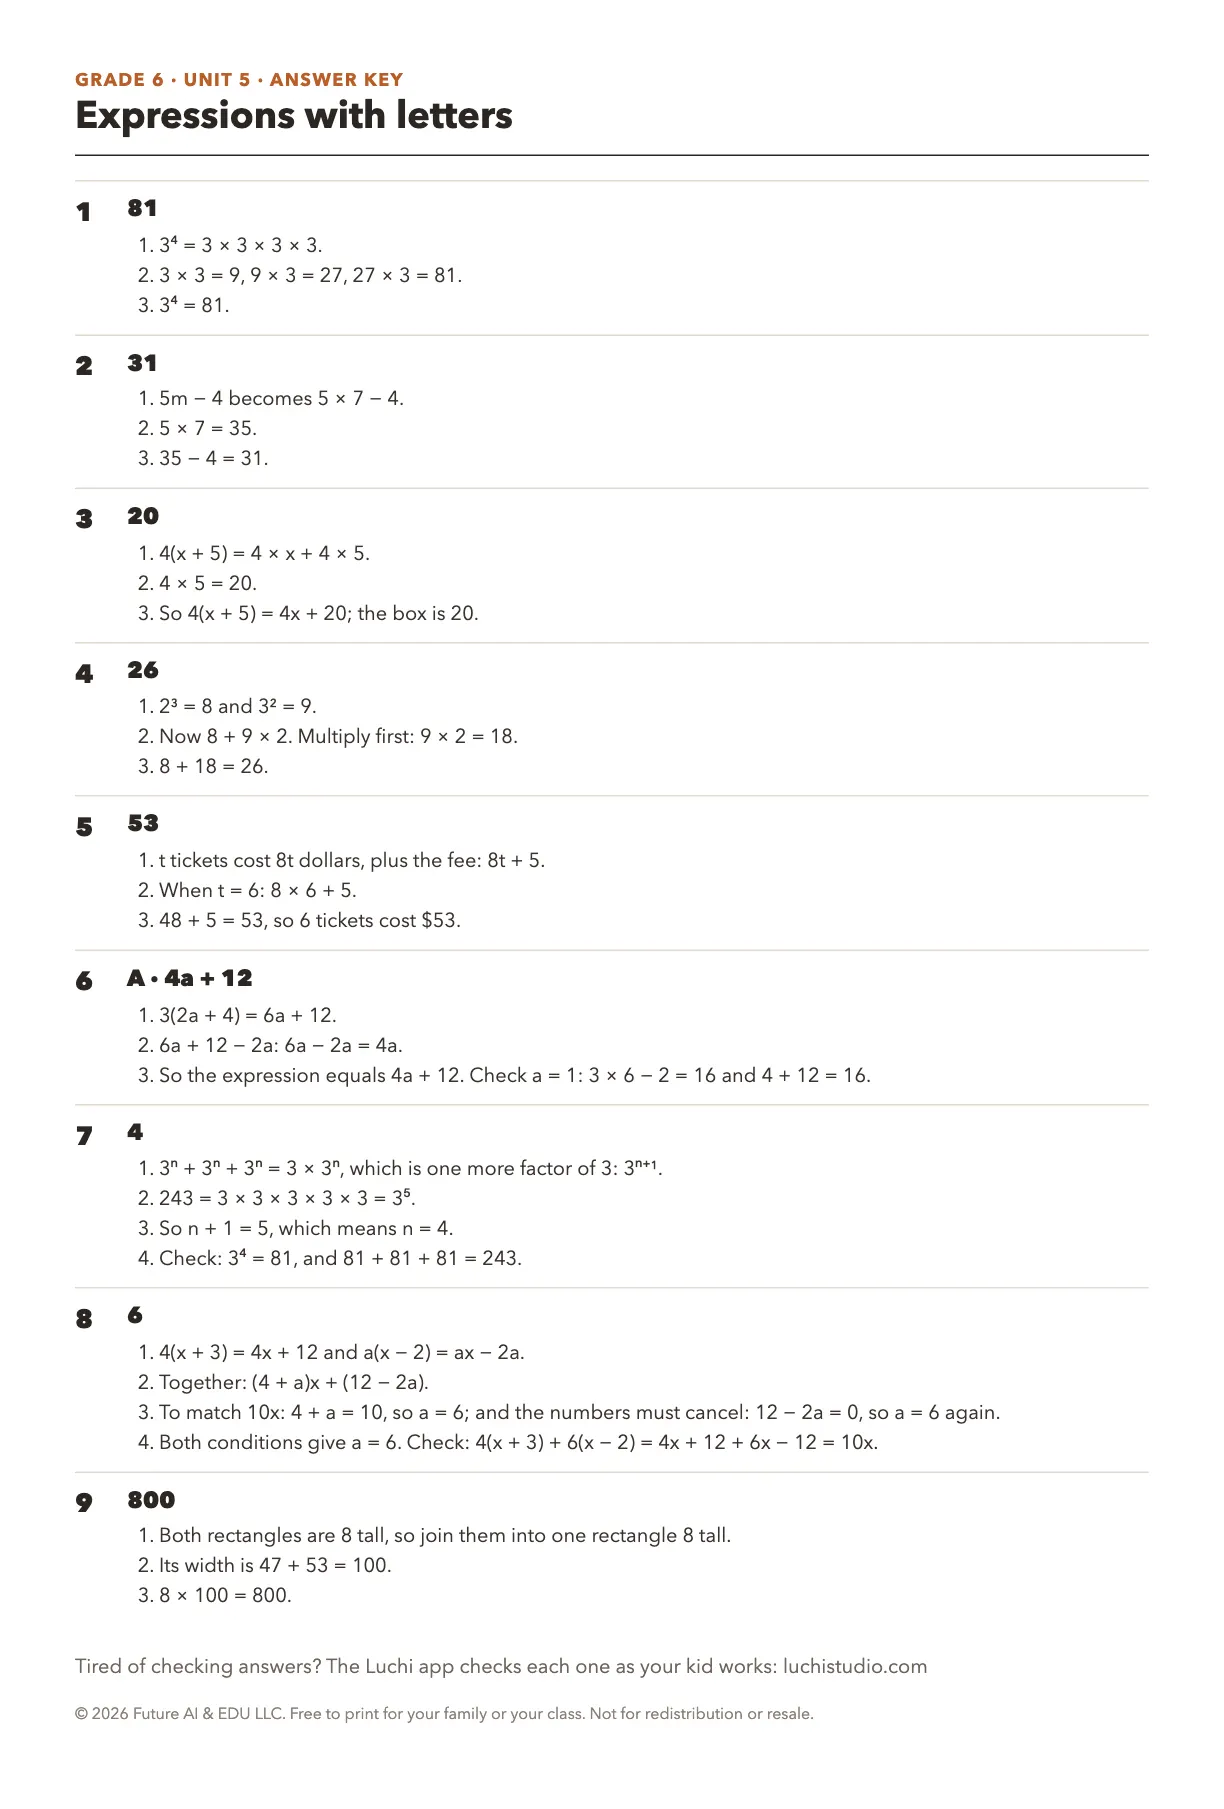 GRADE 6 · UNIT 5 · ANSWER KEY
Expressions with letters
1 81
1. 3⁴ = 3 × 3 × 3 × 3.
2. 3 × 3 = 9, 9 × 3 = 27, 27 × 3 = 81.
3. 3⁴ = 81.
2 31
1. 5m − 4 becomes 5 × 7 − 4.
2. 5 × 7 = 35.
3. 35 − 4 = 31.
3 20
1. 4(x + 5) = 4 × x + 4 × 5.
2. 4 × 5 = 20.
3. So 4(x + 5) = 4x + 20; the box is 20.
4 26
1. 2³ = 8 and 3² = 9.
2. Now 8 + 9 × 2. Multiply first: 9 × 2 = 18.
3. 8 + 18 = 26.
5 53
1. t tickets cost 8t dollars, plus the fee: 8t + 5.
2. When t = 6: 8 × 6 + 5.
3. 48 + 5 = 53, so 6 tickets cost $53.
6 A · 4a + 12
1. 3(2a + 4) = 6a + 12.
2. 6a + 12 − 2a: 6a − 2a = 4a.
3. So the expression equals 4a + 12. Check a = 1: 3 × 6 − 2 = 16 and 4 + 12 = 16.
7 4
1. 3ⁿ + 3ⁿ + 3ⁿ = 3 × 3ⁿ, which is one more factor of 3: 3ⁿ⁺¹.
2. 243 = 3 × 3 × 3 × 3 × 3 = 3⁵.
3. So n + 1 = 5, which means n = 4.
4. Check: 3⁴ = 81, and 81 + 81 + 81 = 243.
8 6
1. 4(x + 3) = 4x + 12 and a(x − 2) = ax − 2a.
2. Together: (4 + a)x + (12 − 2a).
3. To match 10x: 4 + a = 10, so a = 6; and the numbers must cancel: 12 − 2a = 0, so a = 6 again.
4. Both conditions give a = 6. Check: 4(x + 3) + 6(x − 2) = 4x + 12 + 6x − 12 = 10x.
9 800
1. Both rectangles are 8 tall, so join them into one rectangle 8 tall.
2. Its width is 47 + 53 = 100.
3. 8 × 100 = 800.
Tired of checking answers? The Luchi app checks each one as your kid works: luchistudio.com
© 2026 Future AI & EDU LLC. Free to print for your family or your class. Not for redistribution or resale.